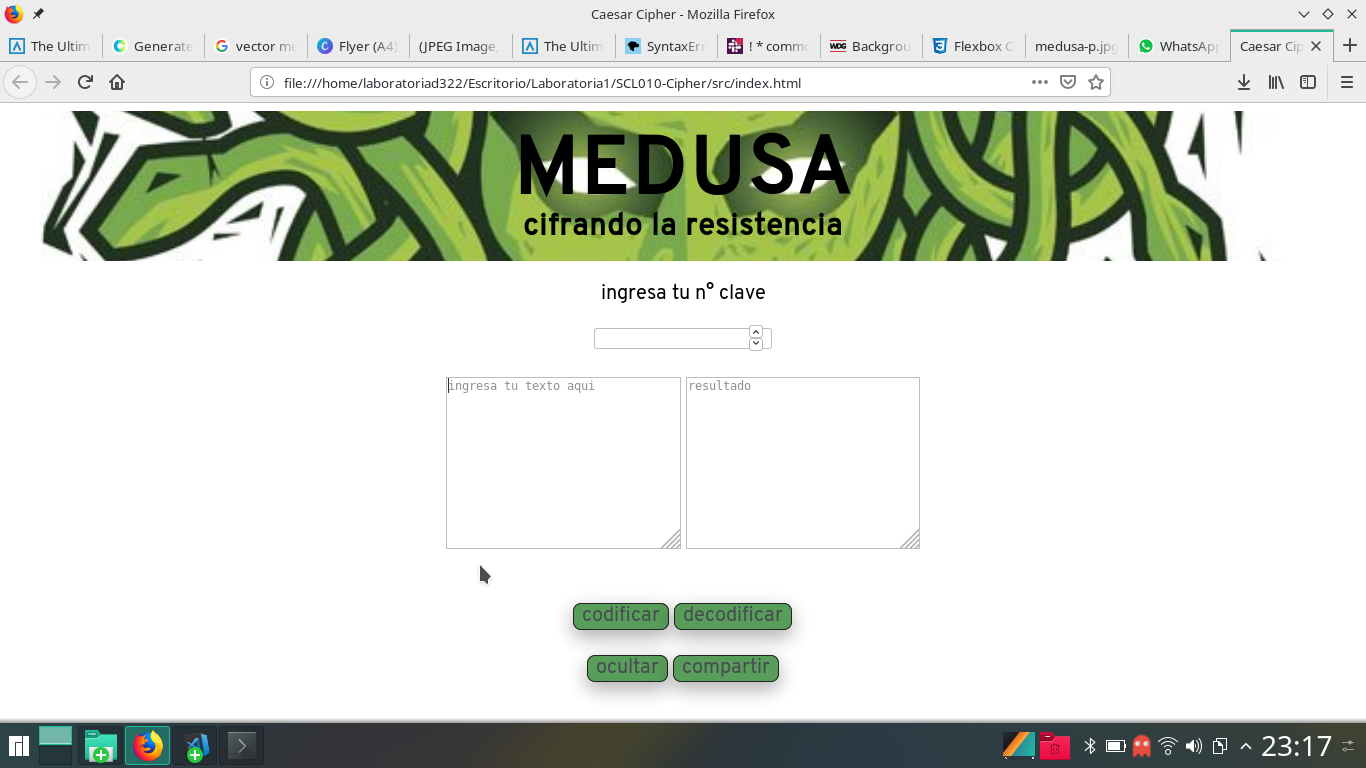 Caesar Cipher - Mozilla Firefox
The Ultim
Generate
vector me
Flyer (A4)
(JPEG Image,
The Ultim
SyntaxErr
! * commo
WDG Backgrou
Flexbox C
medusa-p.jpg
WhatsApp
Caesar Cip
file:///home/laboratoriad322/Escritorio/Laboratoria1/SCL010-Cipher/src/index.html
MEDUSA
cifrando la resistencia
ingresa tu n° clave
ingresa tu texto aqui
resultado
codificar decodificar
ocultar compartir
23:17